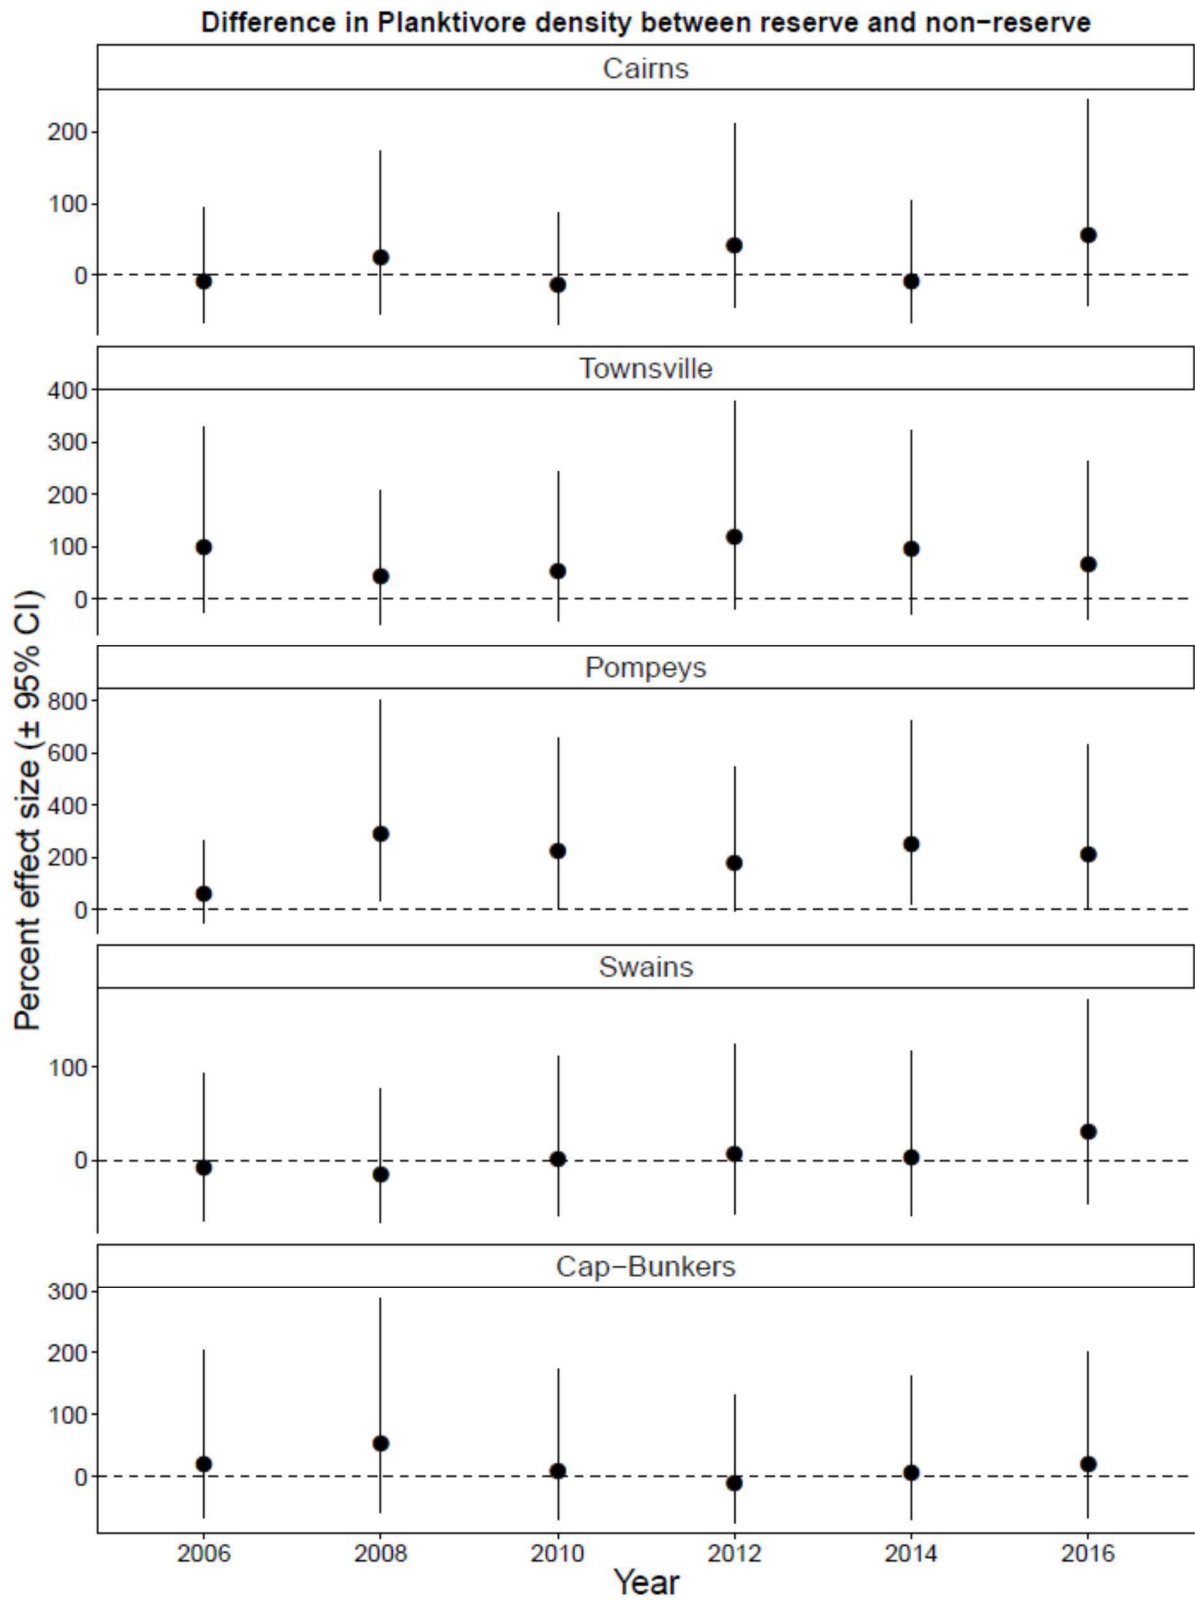 Difference in Planktivore density between reserve and non−reserve
Cairns
200
100
0
Townsville
400
300
200
100
0
Pompeys
800
600
400
200
0
Swains
100
0
Cap−Bunkers
300
200
100
0
Percent effect size (± 95% CI)
2006 2008 2010 2012 2014 2016
Year